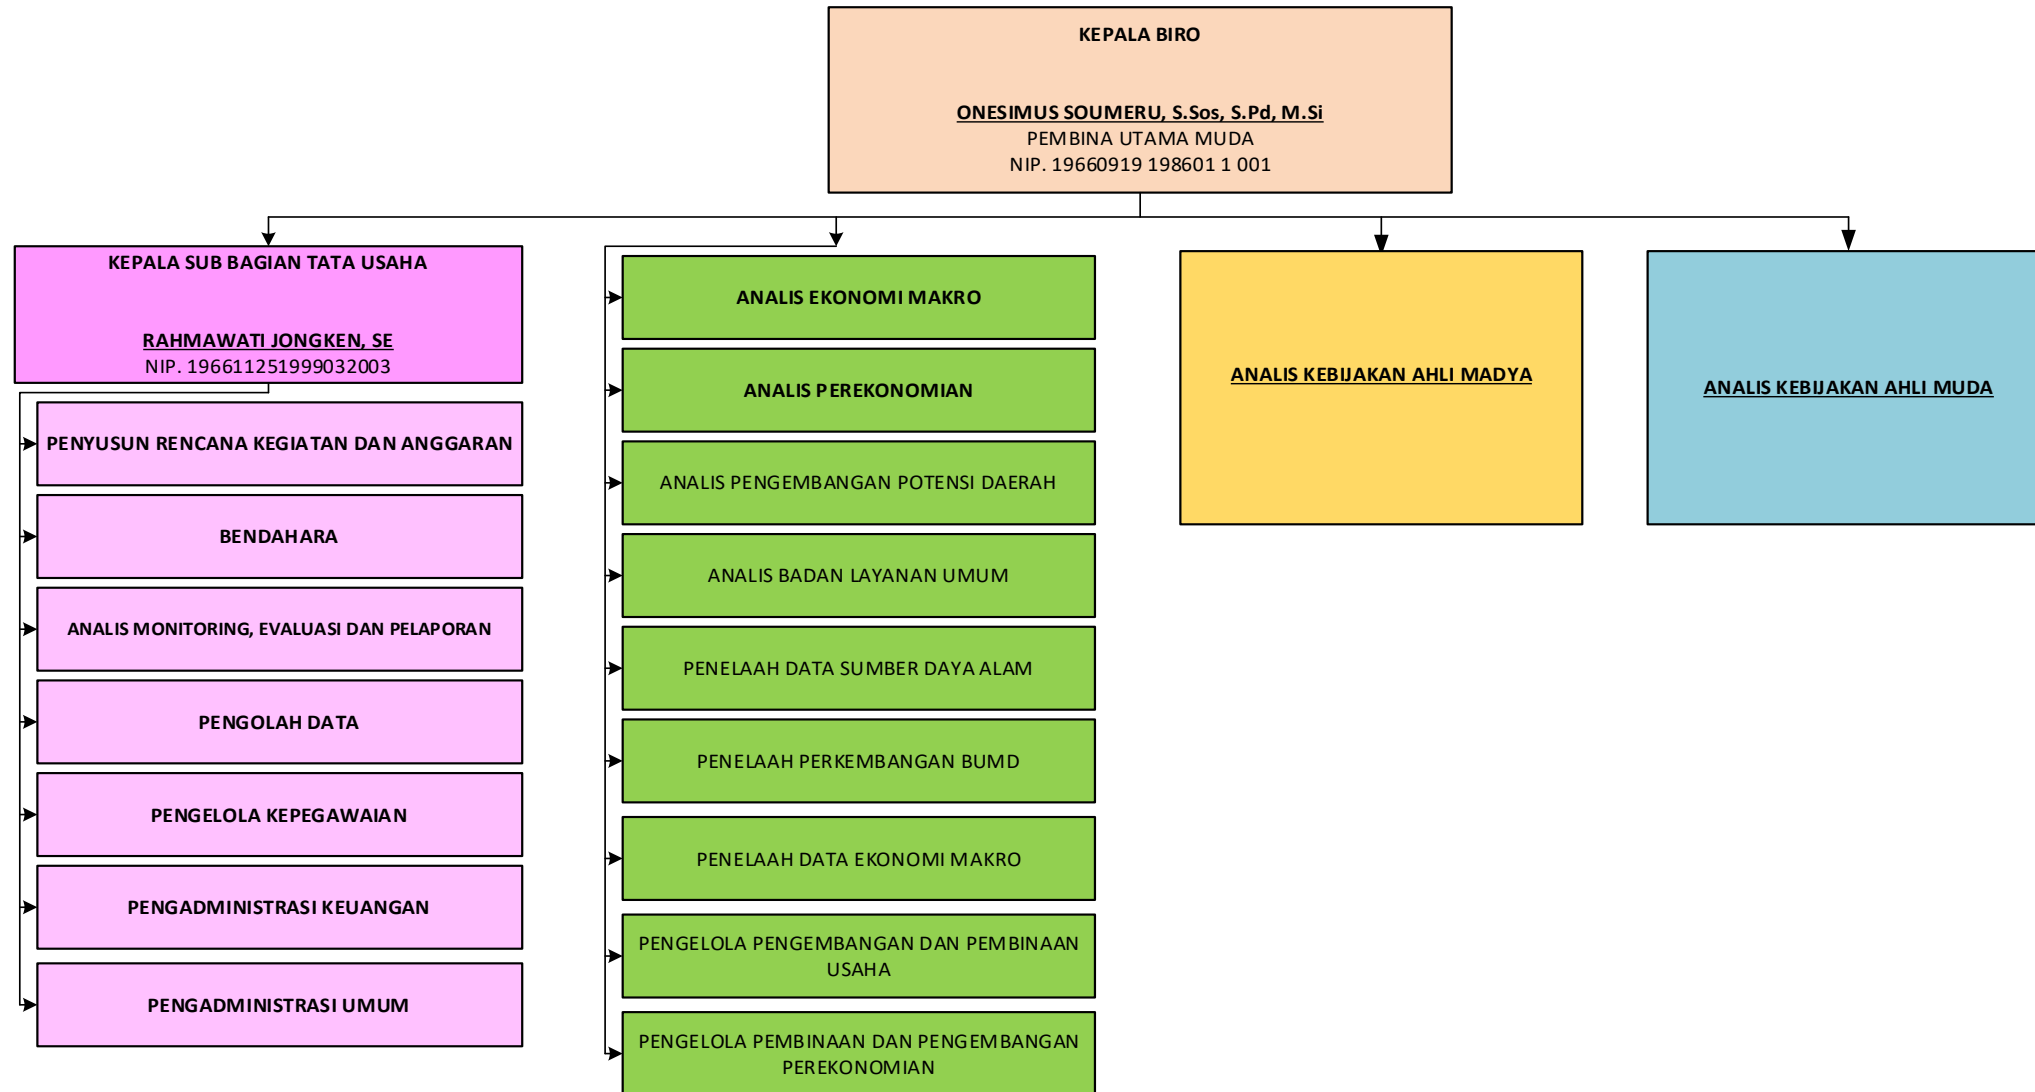 KEPALA BIRO
ONESIMUS SOUMERU, S.Sos, S.Pd, M.Si
PEMBINA UTAMA MUDA
NIP. 19660919 198601 1 001
KEPALA SUB BAGIAN TATA USAHA
RAHMAWATI JONGKEN, SE
NIP. 196611251999032003
PENYUSUN RENCANA KEGIATAN DAN ANGGARAN
BENDAHARA
ANALIS MONITORING, EVALUASI DAN PELAPORAN
PENGOLAH DATA
PENGELOLA KEPEGAWAIAN
PENGADMINISTRASI KEUANGAN
PENGADMINISTRASI UMUM
ANALIS EKONOMI MAKRO
ANALIS PEREKONOMIAN
ANALIS PENGEMBANGAN POTENSI DAERAH
ANALIS BADAN LAYANAN UMUM
PENELAAH DATA SUMBER DAYA ALAM
PENELAAH PERKEMBANGAN BUMD
PENELAAH DATA EKONOMI MAKRO
PENGELOLA PENGEMBANGAN DAN PEMBINAAN
USAHA
PENGELOLA PEMBINAAN DAN PENGEMBANGAN
PEREKONOMIAN
ANALIS KEBIJAKAN AHLI MADYA
ANALIS KEBIJAKAN AHLI MUDA